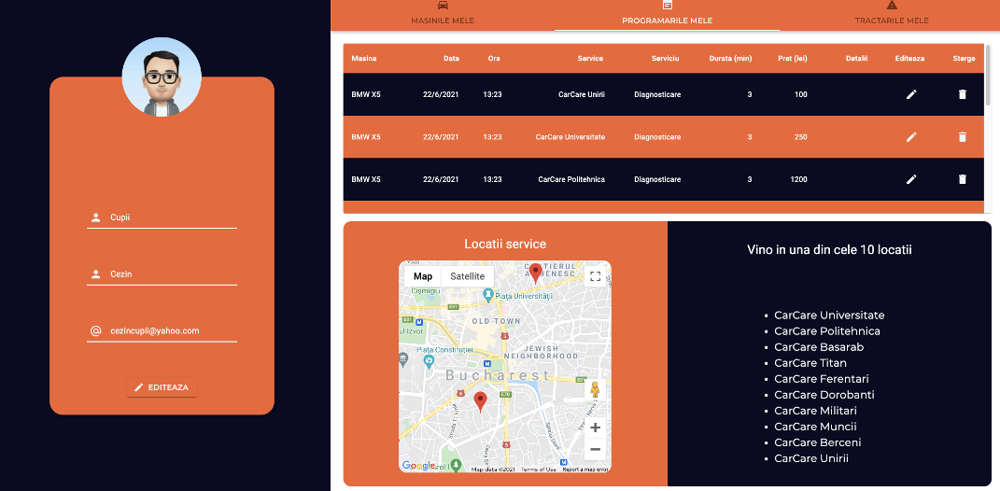 MASINILE MELE
PROGRAMARILE MELE
TRACTARILE MELE
Cupii
Cezin
cezincupii@yahoo.com
EDITEAZA
Masina Data Ora Service Serviciu Durata (min) Pret (lei) Detalii Editeaza Sterge
BMW X5 22/6/2021 13:23 CarCare Unirii Diagnosticare 3 100
BMW X5 22/6/2021 13:23 CarCare Universitate Diagnosticare 3 250
BMW X5 22/6/2021 13:23 CarCare Politehnica Diagnosticare 3 1200
Locatii service
Map Satellite
Cișmigiu
Piața Universității
E81
OLD TOWN
ul Izvor
E81
M
Piața Constituției
JEWISH
NEIGHBORHOOD
M
Bucharest
E70
Google
Map data ©2021 Terms of Use Report a map error
Vino in una din cele 10 locatii
CarCare Universitate
CarCare Politehnica
CarCare Basarab
CarCare Titan
CarCare Ferentari
CarCare Dorobanti
CarCare Militari
CarCare Muncii
CarCare Berceni
CarCare Unirii